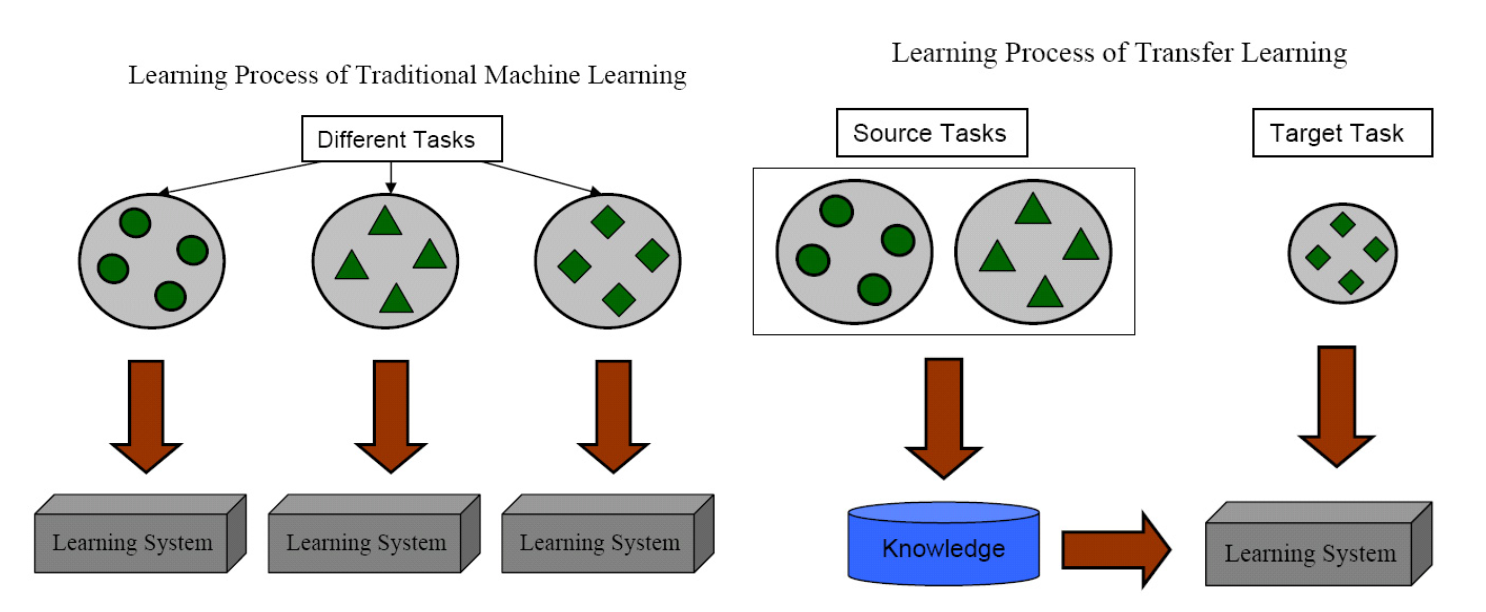 Learning Process of Traditional Machine Learning
Different Tasks
Learning System
Learning System
Learning System
Learning Process of Transfer Learning
Source Tasks
Target Task
Knowledge
Learning System